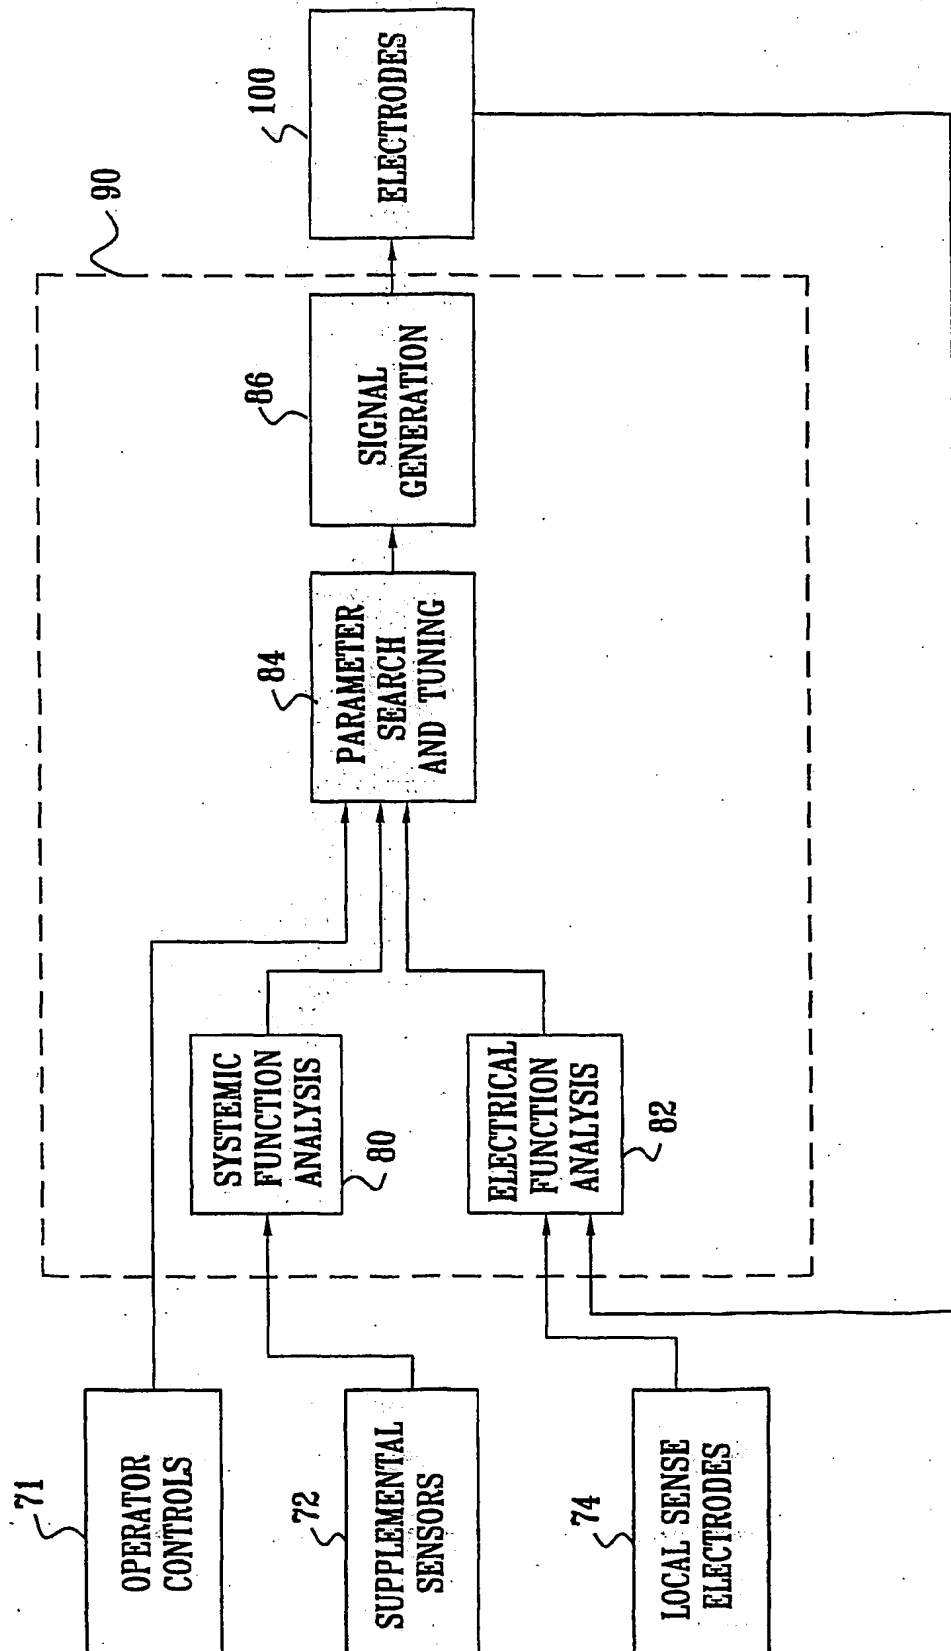 71
OPERATOR
CONTROLS
72
SUPPLEMENTAL
SENSORS
74
LOCAL SENSE
ELECTRODES
SYSTEMIC
FUNCTION
ANALYSIS
80
ELECTRICAL
FUNCTION
ANALYSIS
82
84
PARAMETER
SEARCH
AND TUNING
86
SIGNAL
GENERATION
90
100
ELECTRODES